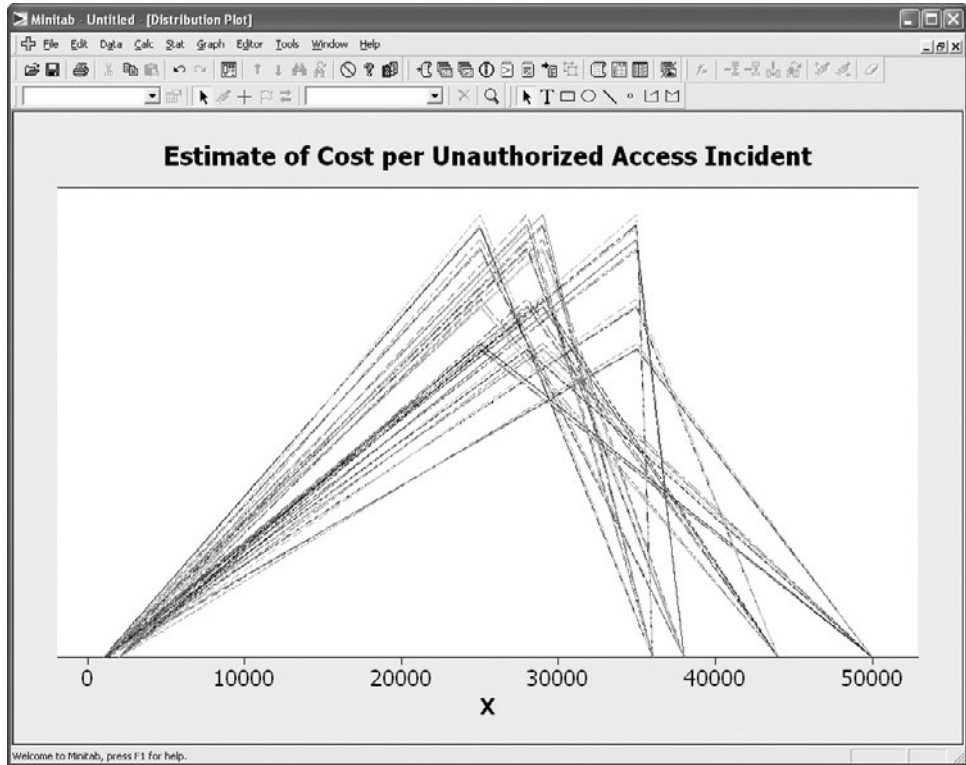 Minitab - Untitled - [Distribution Plot]
File Edit Data Calc Stat Graph Editor Tools Window Help
Estimate of Cost per Unauthorized Access Incident
0 10000 20000 30000 40000 50000
X
Welcome to Minitab, press F1 for help.